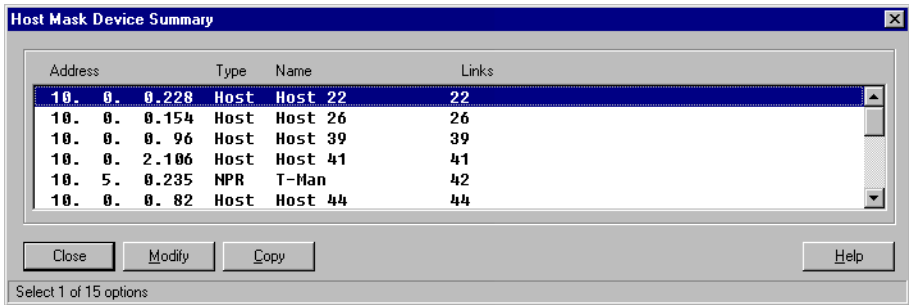 Host Mask Device Summary
Address Type Name Links
10. 0. 0.228 Host Host 22 22
10. 0. 0.154 Host Host 26 26
10. 0. 0. 96 Host Host 39 39
10. 0. 2.106 Host Host 41 41
10. 5. 0.235 NPR T-Man 42
10. 0. 0. 82 Host Host 44 44
Close Modify Copy Help
Select 1 of 15 options